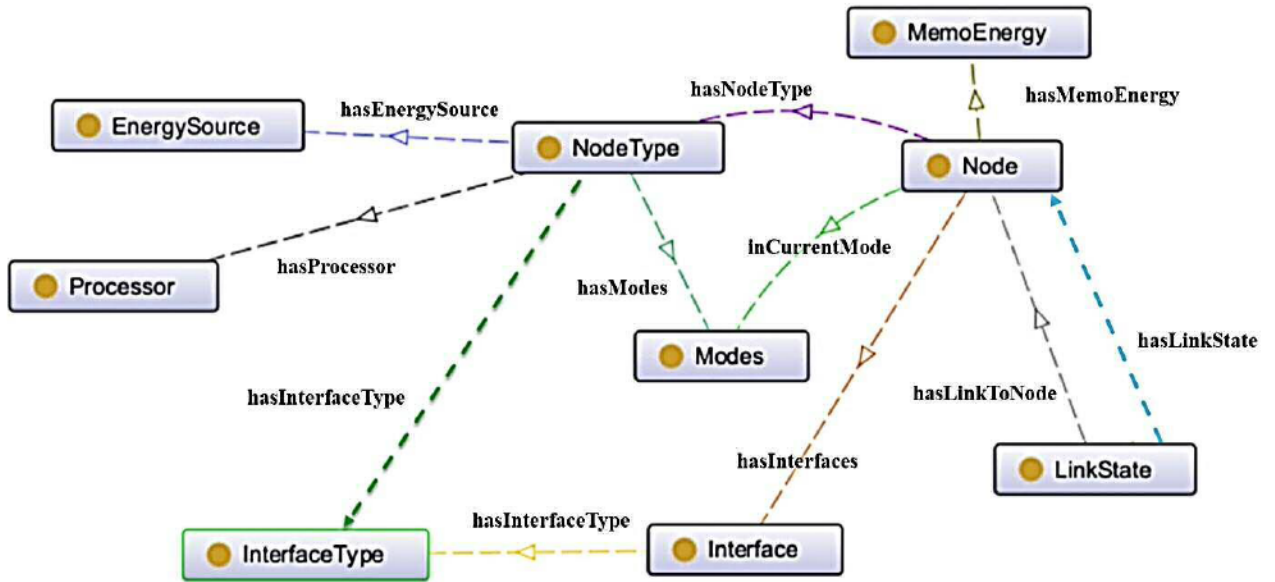 MemoEnergy
hasNodeType
hasMemoEnergy
hasEnergySource
EnergySource
NodeType
Node
inCurrentMode
hasProcessor
Processor
hasModes
Modes
hasLinkState
hasInterfaceType
hasLinkToNode
hasInterfaces
LinkState
hasInterfaceType
InterfaceType
Interface